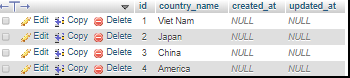 id country_name created_at updated_at
Edit Copy Delete 1 Viet Nam NULL NULL
Edit Copy Delete 2 Japan NULL NULL
Edit Copy Delete 3 China NULL NULL
Edit Copy Delete 4 America NULL NULL